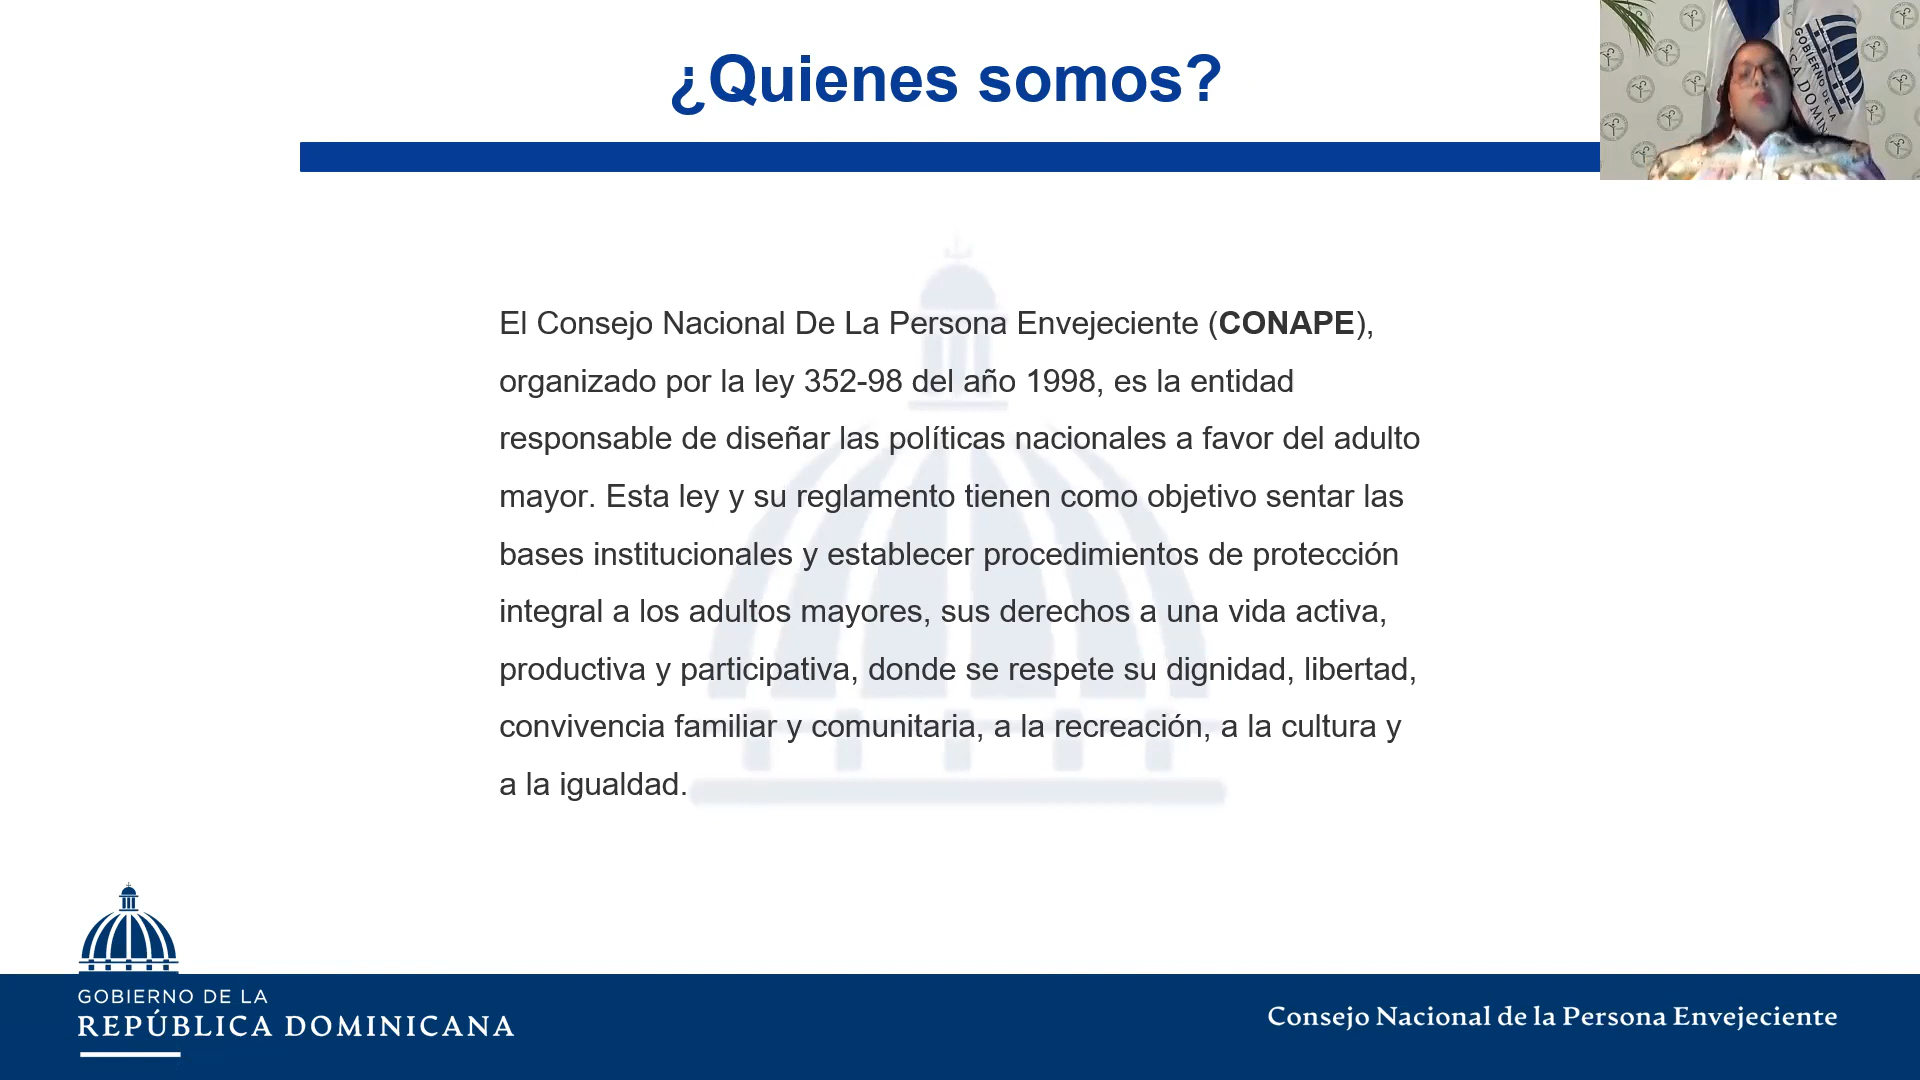 ¿Quienes somos?
El Consejo Nacional De La Persona Envejeciente (CONAPE),
organizado por la ley 352-98 del año 1998, es la entidad
responsable de diseñar las políticas nacionales a favor del adulto
mayor. Esta ley y su reglamento tienen como objetivo sentar las
bases institucionales y establecer procedimientos de protección
integral a los adultos mayores, sus derechos a una vida activa,
productiva y participativa, donde se respete su dignidad, libertad,
convivencia familiar y comunitaria, a la recreación, a la cultura y
a la igualdad.
GOBIERNO DE LA
REPÚBLICA DOMINICANA
Consejo Nacional de la Persona Envejeciente
GOBIERNO DE LA